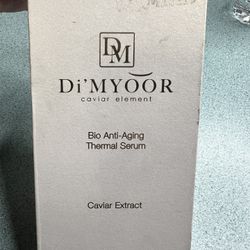 DM
Di'MYOOR
caviar element
Bio Anti-Aging
Thermal Serum
Caviar Extract